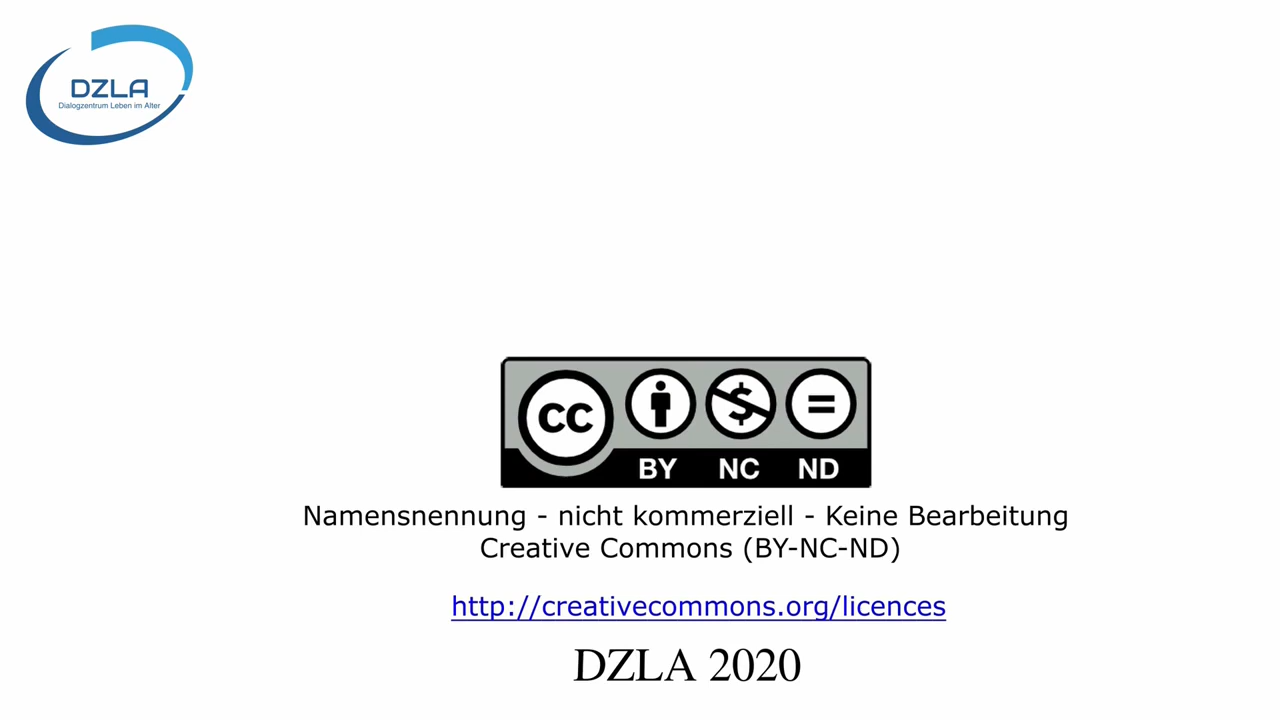 DZLA
Dialogzentrum Leben im Alter
CC
BY NC ND
Namensnennung - nicht kommerziell - Keine Bearbeitung
Creative Commons (BY-NC-ND)
http://creativecommons.org/licences
DZLA 2020